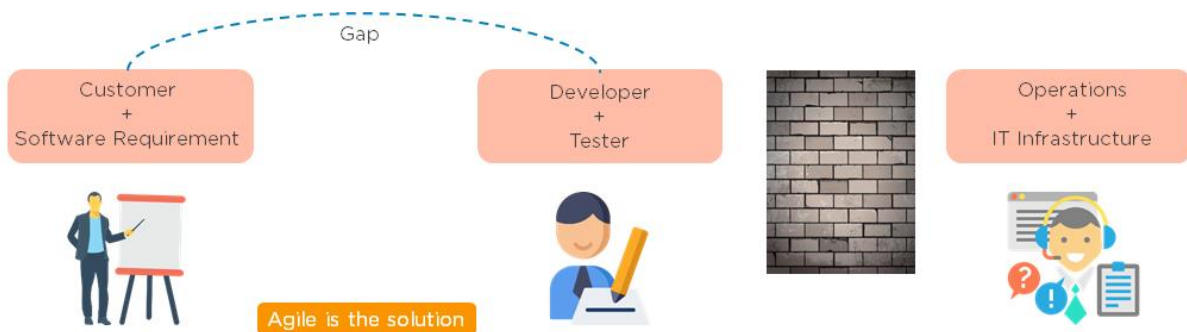 Gap
Customer
+
Software Requirement
Developer
+
Tester
Operations
+
IT Infrastructure
?
!
Agile is the solution